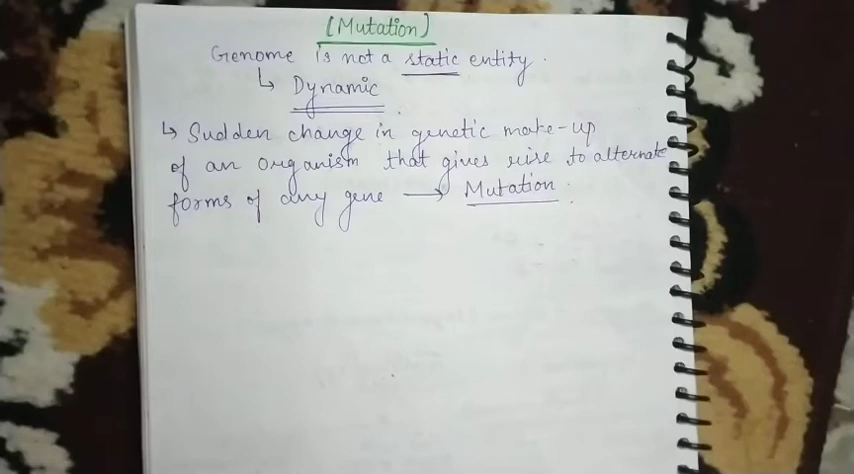 [Mutation]
Genome is not a static entity.
↳ Dynamic.
↳ Sudden change in genetic make-up
of an organism that gives rise to alternate
forms of any gene → Mutation.